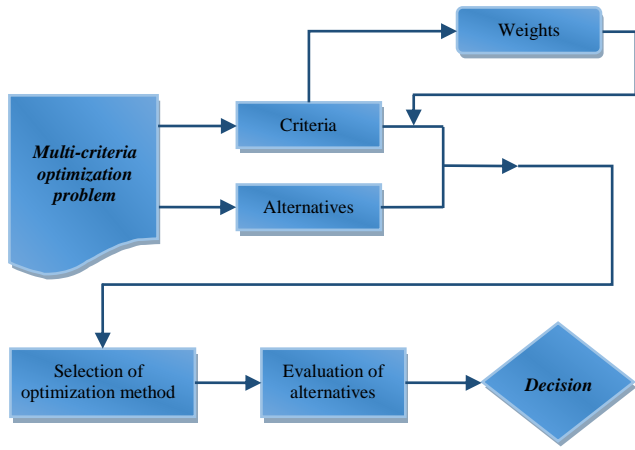 Weights
Criteria
Multi-criteria
optimization
problem
Alternatives
Selection of
optimization method
Evaluation of
alternatives
Decision